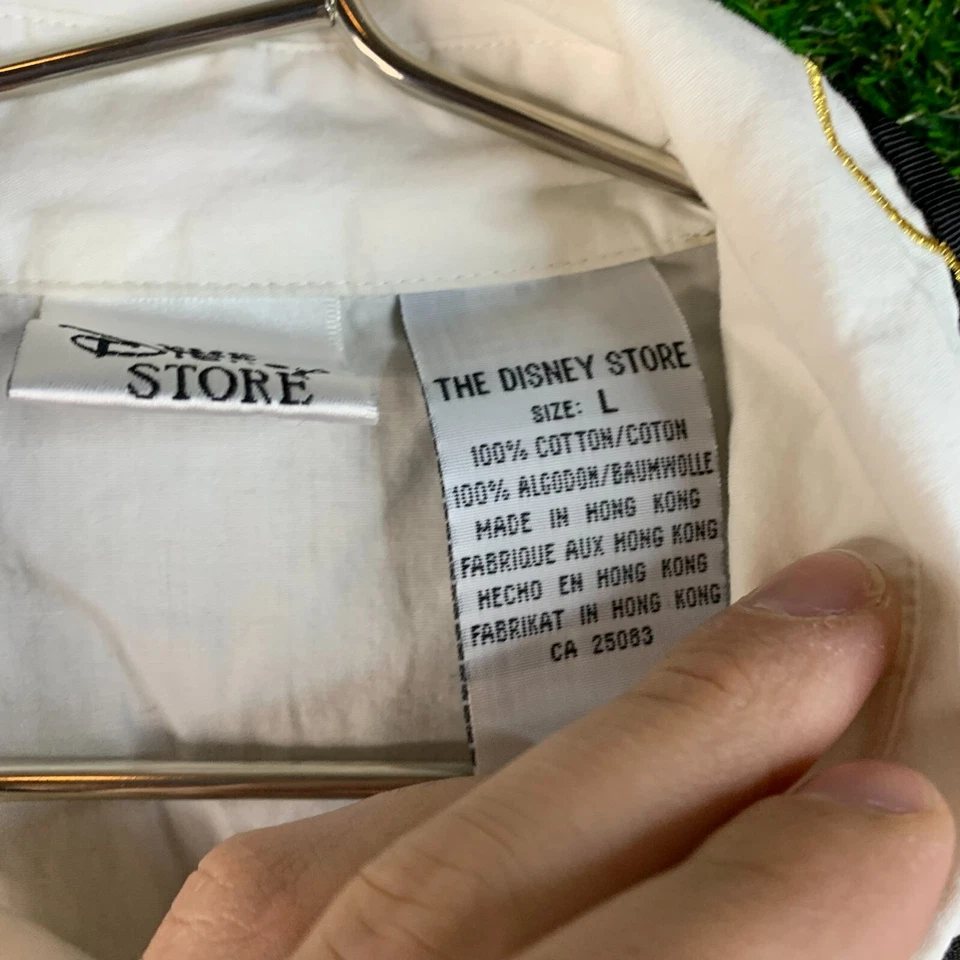 STORE
THE DISNEY STORE
SIZE: L
100% COTTON/COTON
100% ALGODON/BAUMWOLLE
MADE IN HONG KONG
FABRIQUE AUX HONG KONG
HECHO EN HONG KONG
FABRIKAT IN HONG KONG
CA 25083